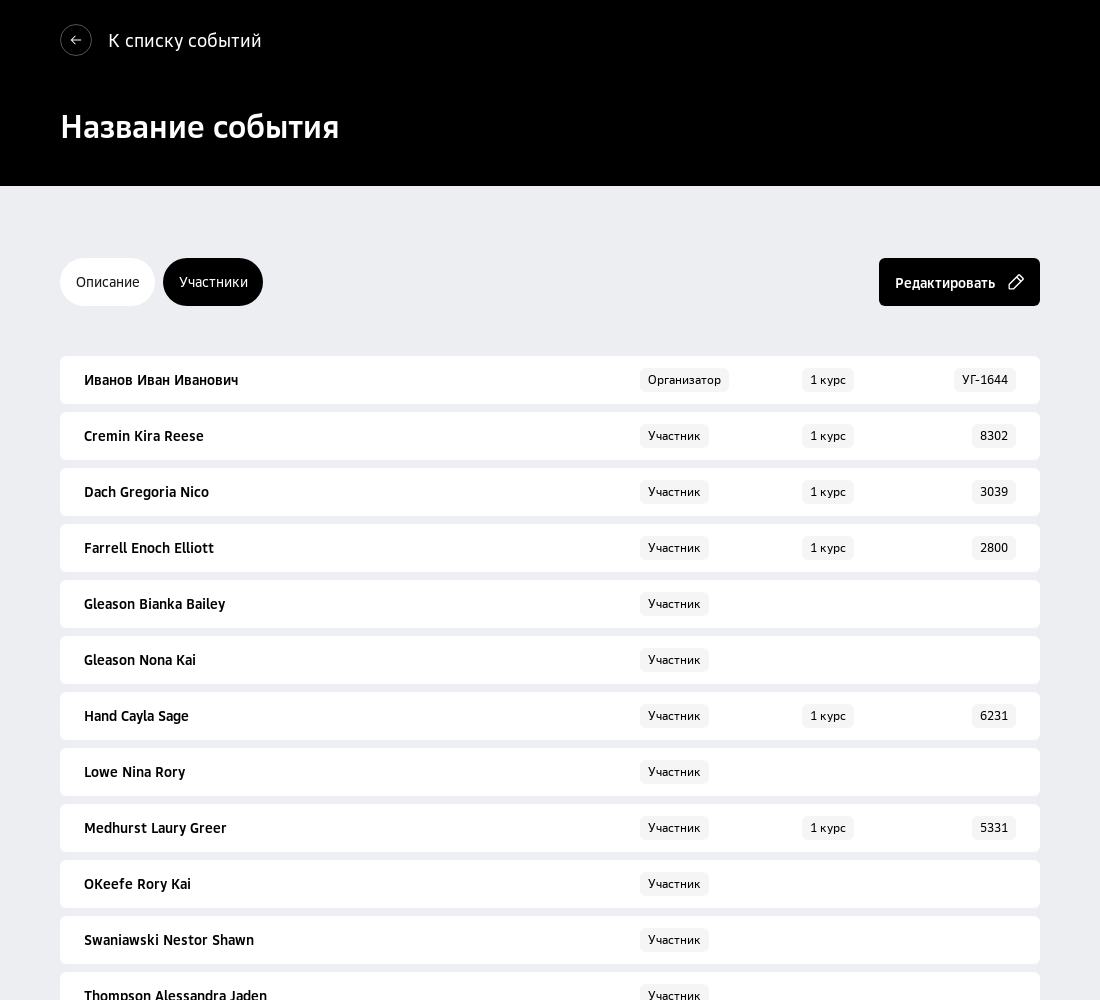 К списку событий
Название события
Описание Участники Редактировать
Иванов Иван Иванович Организатор 1 курс УГ-1644
Cremin Kira Reese Участник 1 курс 8302
Dach Gregoria Nico Участник 1 курс 3039
Farrell Enoch Elliott Участник 1 курс 2800
Gleason Bianka Bailey Участник
Gleason Nona Kai Участник
Hand Cayla Sage Участник 1 курс 6231
Lowe Nina Rory Участник
Medhurst Laury Greer Участник 1 курс 5331
OKeefe Rory Kai Участник
Swaniawski Nestor Shawn Участник
Thompson Alessandra Jaden Участник